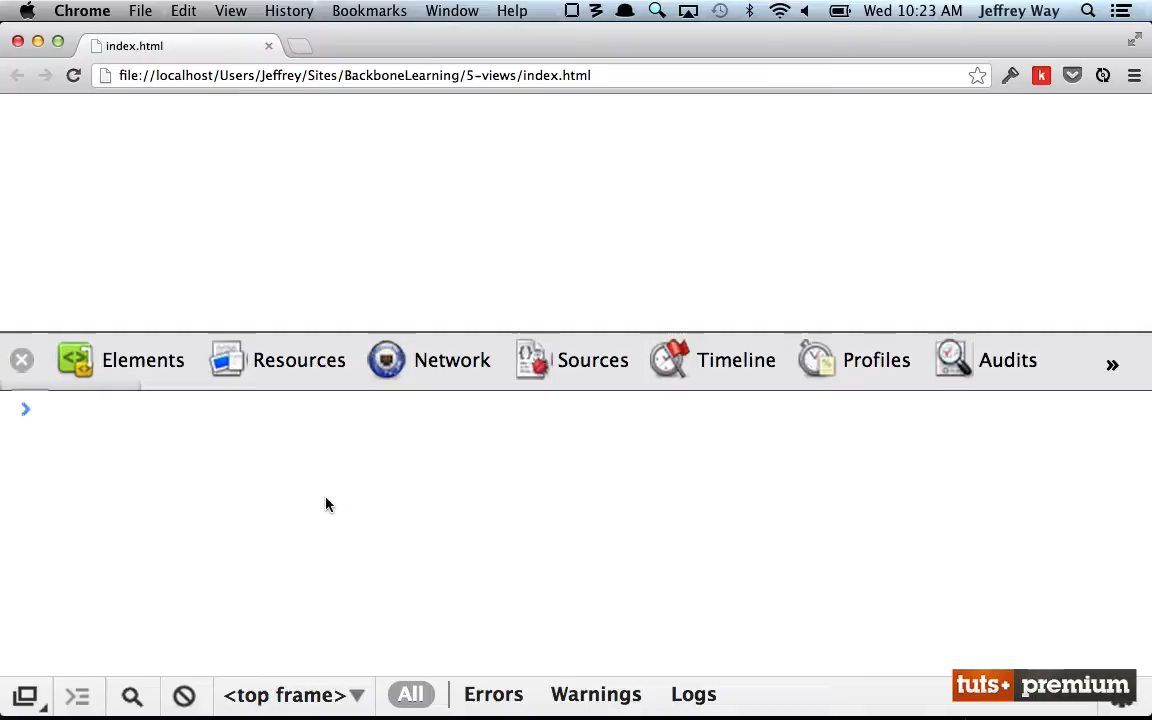 Chrome File Edit View History Bookmarks Window Help Wed 10:23 AM Jeffrey Way
index.html
file://localhost/Users/Jeffrey/Sites/BackboneLearning/5-views/index.html
k
Elements Resources Network Sources Timeline Profiles Audits »
<top frame> All Errors Warnings Logs
tuts+ premium